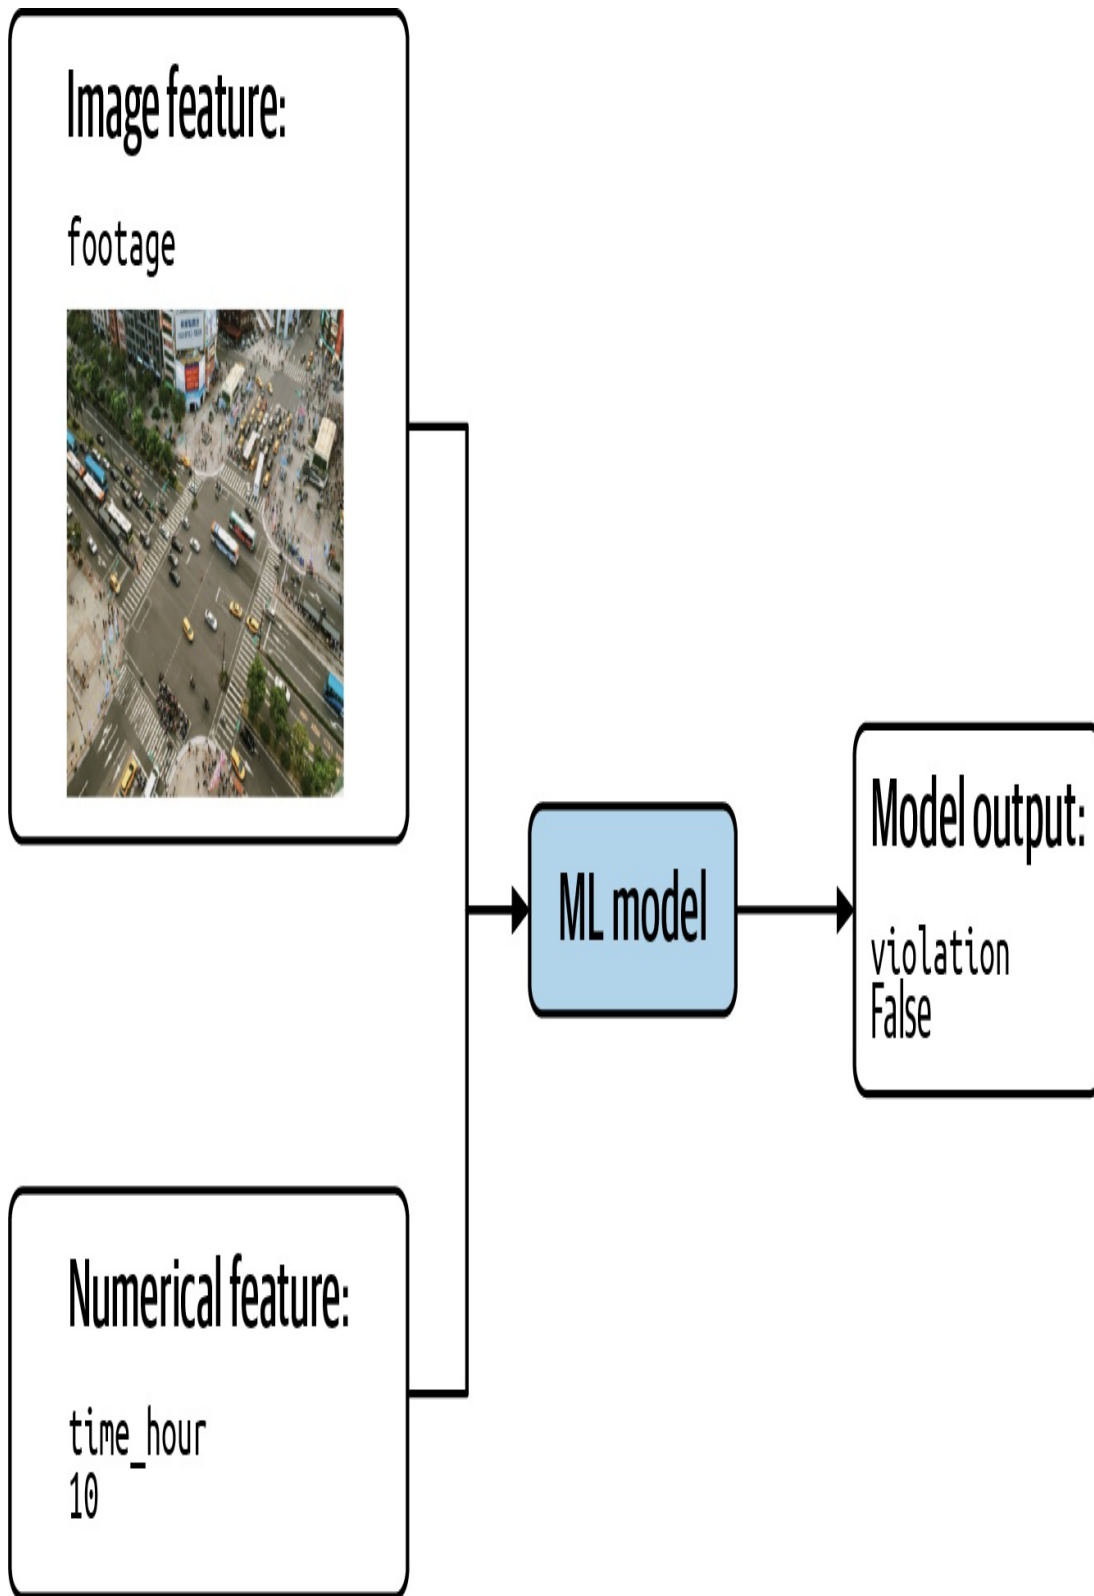 Image feature:
footage
ML model
Model output:
violation
False
Numerical feature:
time_hour
10